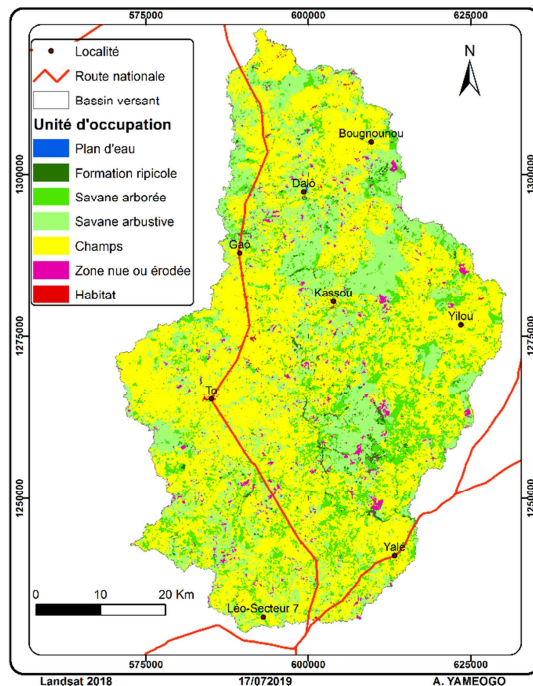 575000 600000 625000
Localité
Route nationale
Bassin versant
Unité d'occupation
Plan d'eau
Formation ripicole
Savane arborée
Savane arbustive
Champs
Zone nue ou érodée
Habitat
N
Bougnounou
1300000
1300000
Dalo
Gao
Kassou
Yilou
1275000
1275000
To
1250000
1250000
Yalé
0 10 20 Km
Léo-Secteur 7
575000 600000 625000
Landsat 2018 17/072019 A. YAMEOGO